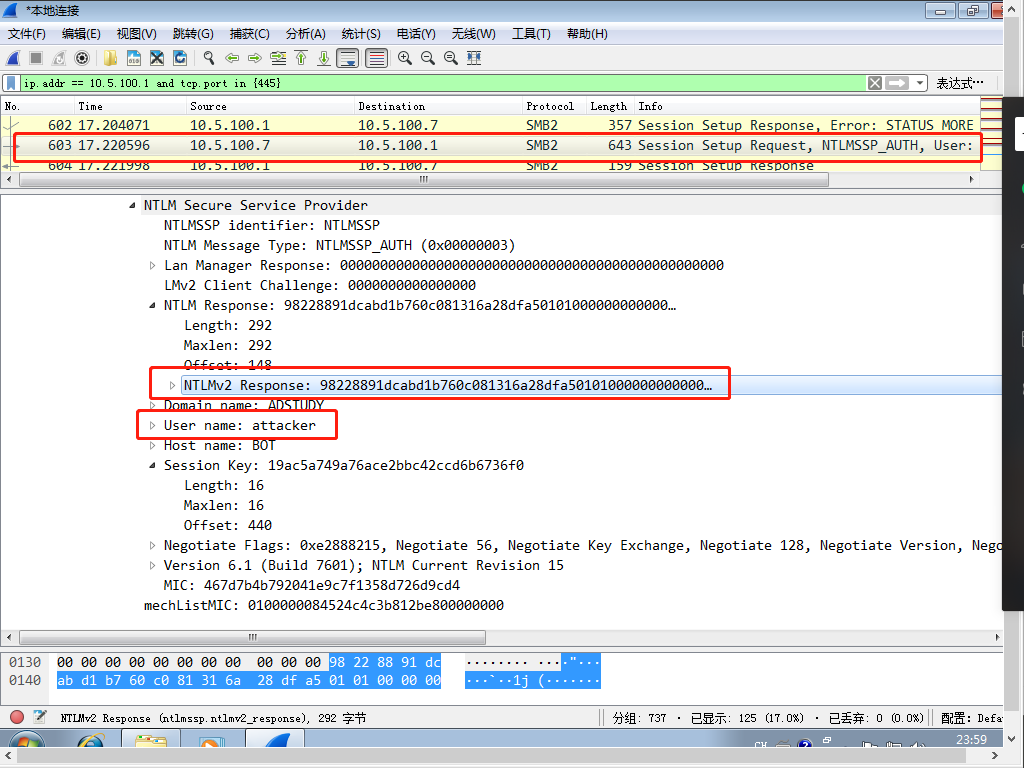 *本地连接
文件(F) 编辑(E) 视图(V) 跳转(G) 捕获(C) 分析(A) 统计(S) 电话(Y) 无线(W) 工具(T) 帮助(H)
ip.addr == 10.5.100.1 and tcp.port in {445} 表达式…
No. Time Source Destination Protocol Length Info
602 17.204071 10.5.100.1 10.5.100.7 SMB2 357 Session Setup Response, Error: STATUS_MORE
603 17.220596 10.5.100.7 10.5.100.1 SMB2 643 Session Setup Request, NTLMSSP_AUTH, User:
604 17.221998 10.5.100.1 10.5.100.7 SMB2 159 Session Setup Response
NTLM Secure Service Provider
NTLMSSP identifier: NTLMSSP
NTLM Message Type: NTLMSSP_AUTH (0x00000003)
Lan Manager Response: 000000000000000000000000000000000000000000000000
LMv2 Client Challenge: 0000000000000000
NTLM Response: 98228891dcabd1b760c081316a28dfa50101000000000000…
Length: 292
Maxlen: 292
Offset: 148
NTLMv2 Response: 98228891dcabd1b760c081316a28dfa50101000000000000…
Domain name: ADSTUDY
User name: attacker
Host name: BOT
Session Key: 19ac5a749a76ace2bbc42ccd6b6736f0
Length: 16
Maxlen: 16
Offset: 440
Negotiate Flags: 0xe2888215, Negotiate 56, Negotiate Key Exchange, Negotiate 128, Negotiate Version, Nego
Version 6.1 (Build 7601); NTLM Current Revision 15
MIC: 467d7b4b792041e9c7f1358d726d9cd4
mechListMIC: 0100000084524c4c3b812be800000000
0130 00 00 00 00 00 00 00 00 00 00 00 98 22 88 91 dc ········ ···"···
0140 ab d1 b7 60 c0 81 31 6a 28 df a5 01 01 00 00 00 ···`··1j (·······
NTLMv2 Response (ntlmssp.ntlmv2_response), 292 字节 分组: 737 · 已显示: 125 (17.0%) · 已丢弃: 0 (0.0%) 配置: Defa
CH 23:59